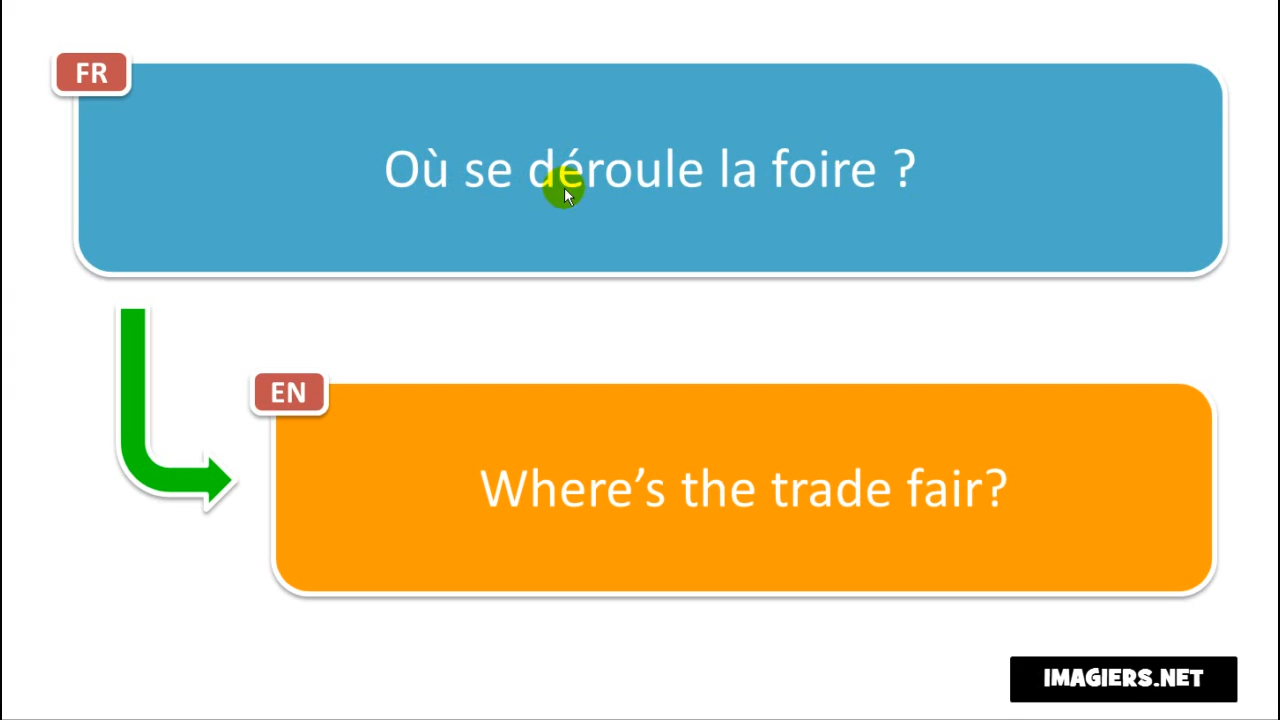 FR
Où se déroule la foire ?
EN
Where’s the trade fair?
IMAGIERS.NET